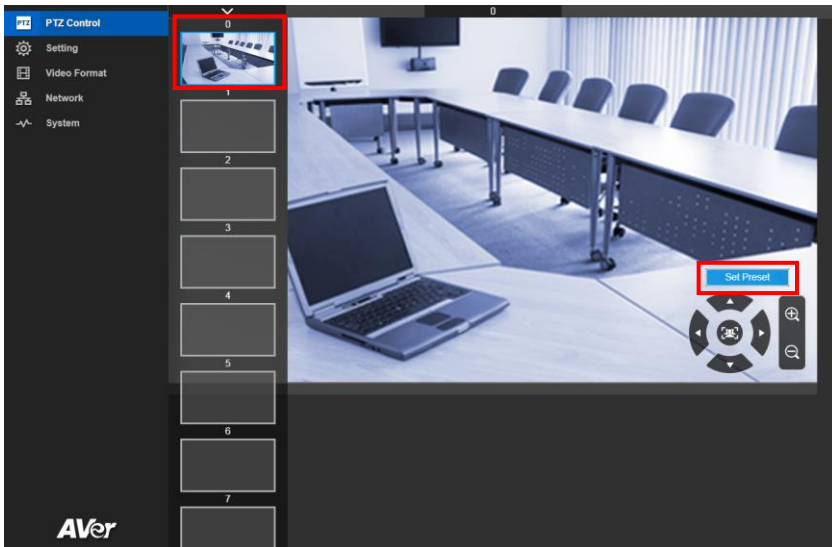 PTZ PTZ Control
Setting
Video Format
Network
System
AVer
0
1
2
3
4
5
6
7
0
Set Preset